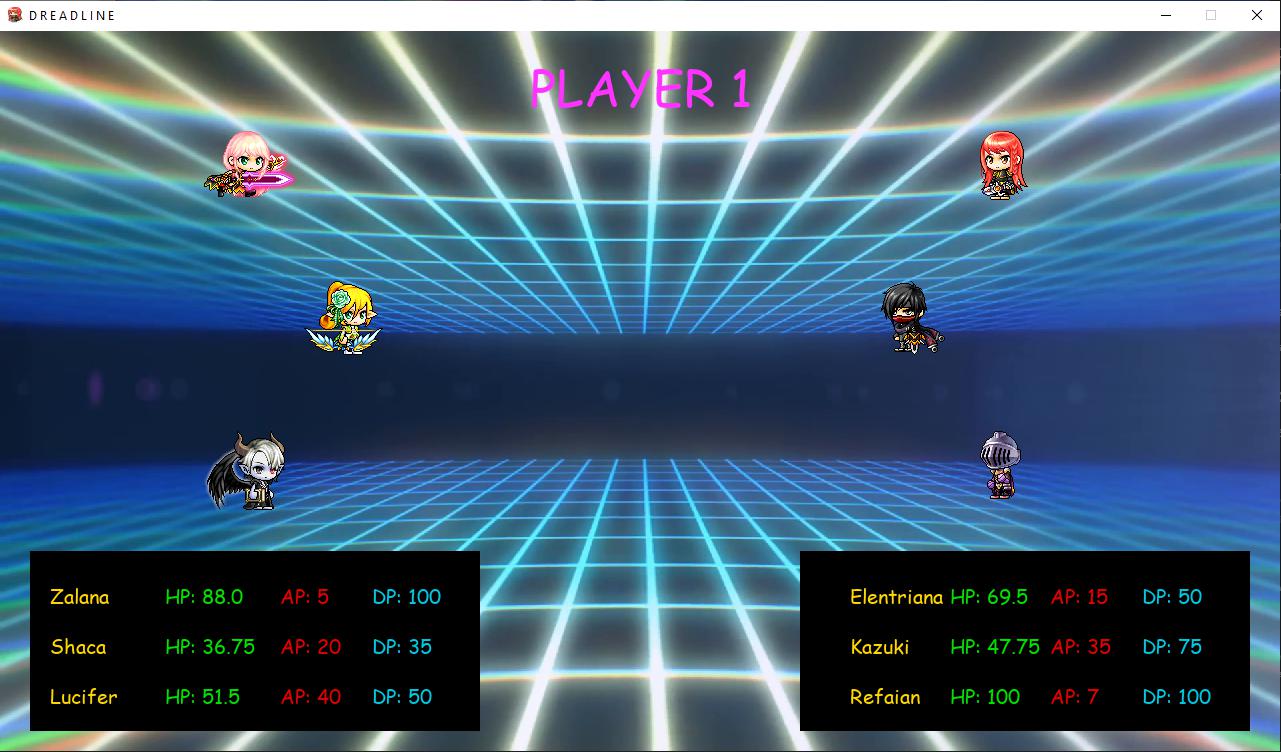 DREADLINE
PLAYER 1
Zalana HP: 88.0 AP: 5 DP: 100
Shaca HP: 36.75 AP: 20 DP: 35
Lucifer HP: 51.5 AP: 40 DP: 50
Elentriana HP: 69.5 AP: 15 DP: 50
Kazuki HP: 47.75 AP: 35 DP: 75
Refaian HP: 100 AP: 7 DP: 100